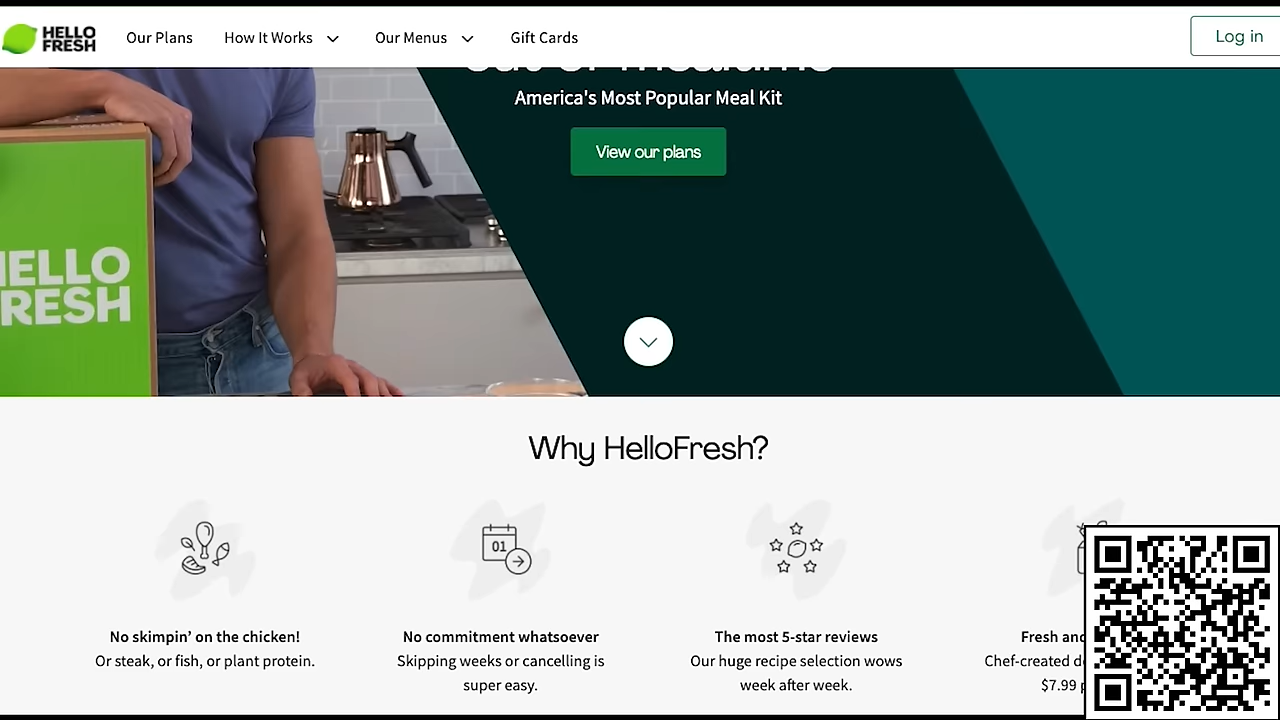 HELLO
FRESH
Our Plans
How It Works
Our Menus
Gift Cards
Log in
America's Most Popular Meal Kit
View our plans
ELLO
RESH
Why HelloFresh?
01
No skimpin’ on the chicken!
Or steak, or fish, or plant protein.
No commitment whatsoever
Skipping weeks or cancelling is
super easy.
The most 5-star reviews
Our huge recipe selection wows
week after week.
Fresh and
Chef-created
$7.99